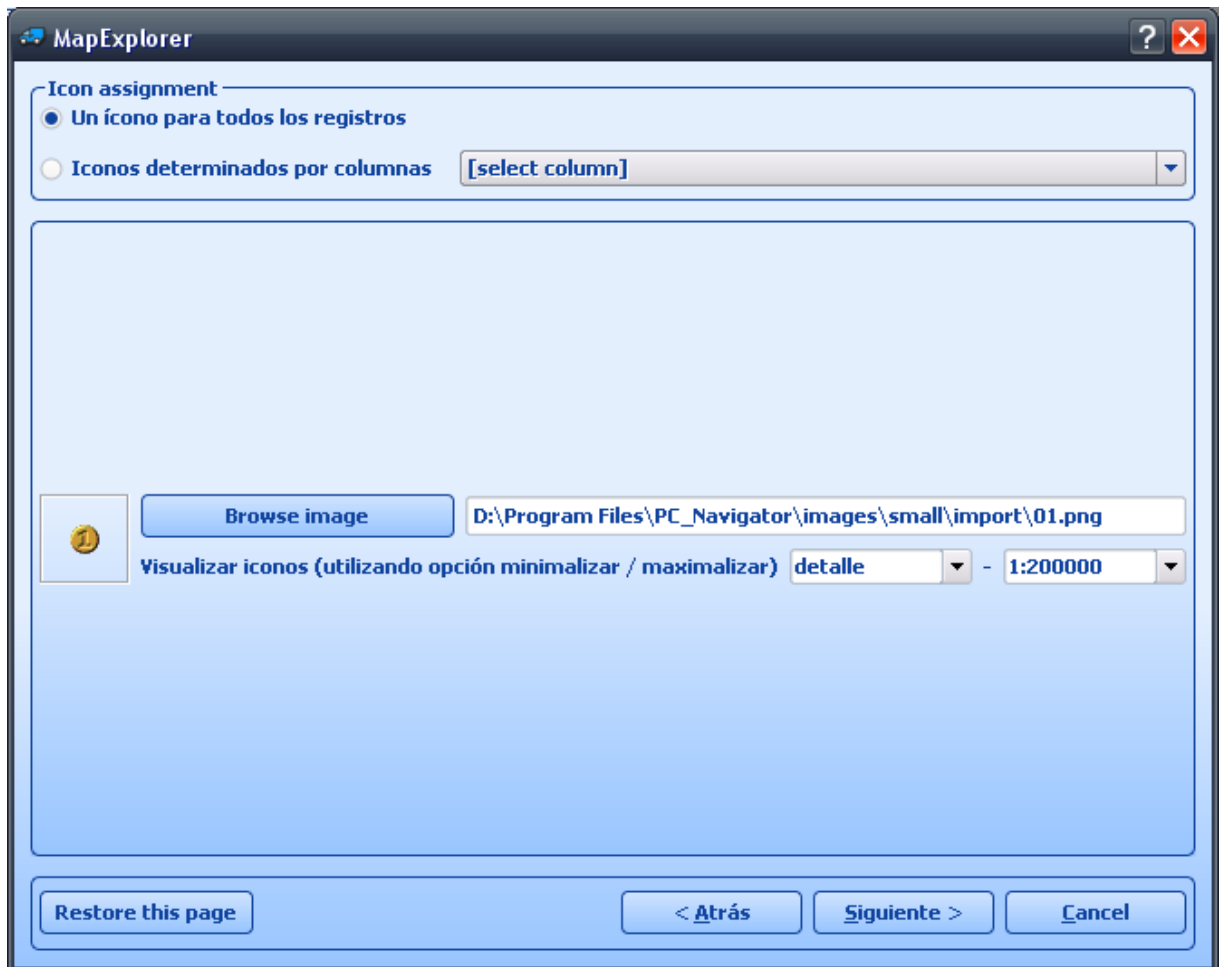 MapExplorer ?
Icon assignment
Un ícono para todos los registros
Iconos determinados por columnas [select column]
1 Browse image D:\Program Files\PC_Navigator\images\small\import\01.png
Visualizar iconos (utilizando opción minimalizar / maximalizar) detalle - 1:200000
Restore this page < Atrás Siguiente > Cancel